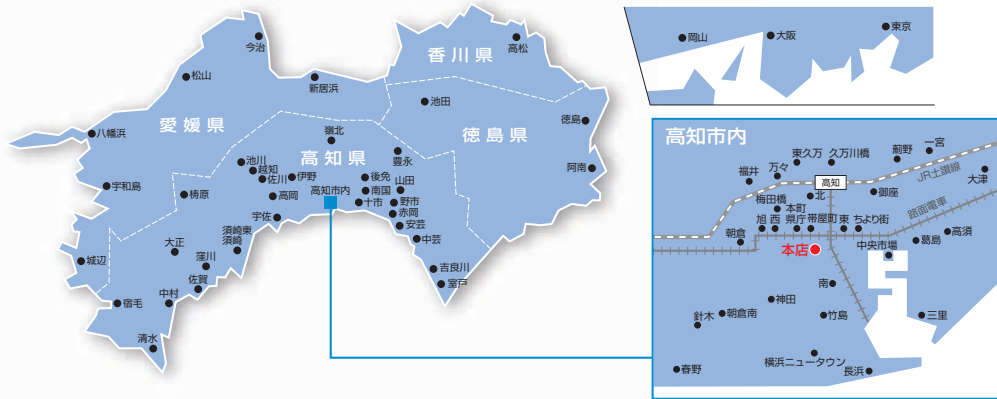 今治
松山
新居浜
香川県
高松
池田
愛媛県
八幡浜
徳島県
徳島
嶺北
高知県
豊永
阿南
池川
越知
佐川
伊野
後免
山田
宇和島
梼原
高岡
高知市内
南国
野市
十市
赤岡
宇佐
安芸
須崎東
須崎
中芸
大正
窪川
城辺
佐賀
吉良川
室戸
宿毛
中村
清水
岡山
大阪
東京
高知市内
東久万
久万川橋
薊野
一宮
福井
万々
高知
JR土讃線
大津
御座
梅田橋
北
本町
路面電車
旭
西
県庁
帯屋町
東
ちより街
朝倉
本店
中央市場
葛島
高須
南
神田
針木
朝倉南
竹島
三里
横浜ニュータウン
春野
長浜